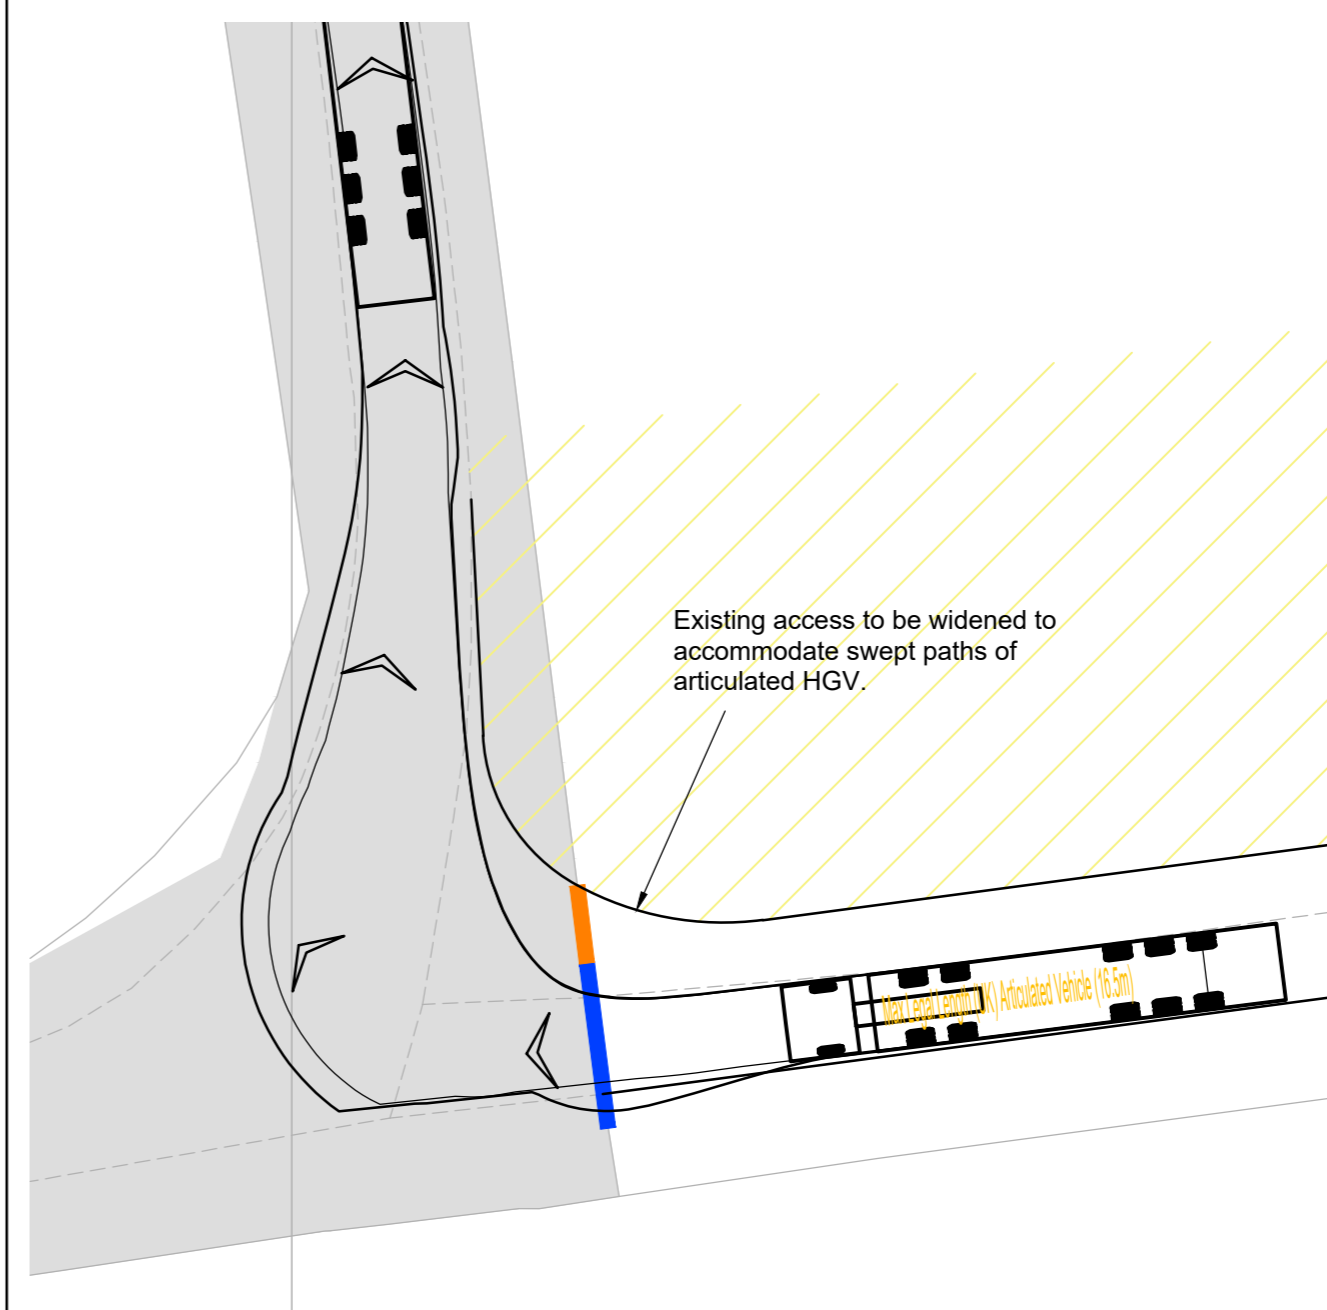 Existing access to be widened to
accommodate swept paths of
articulated HGV.
Max Legal Length (UK) Articulated Vehicle (16.5m)